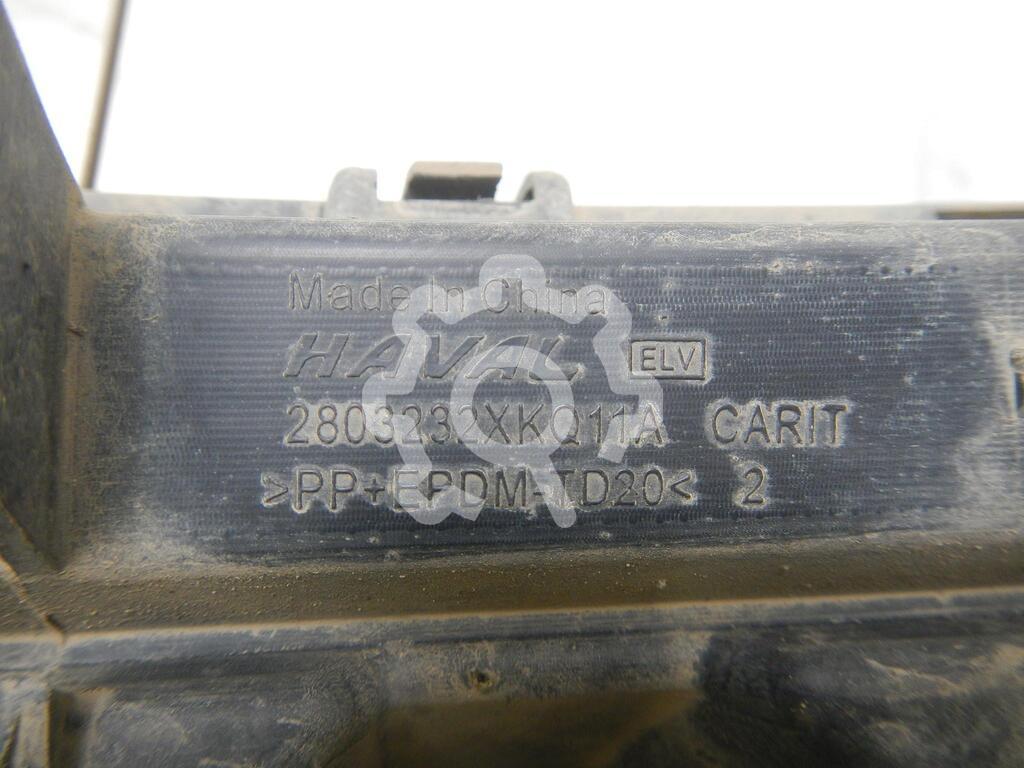 Made In China
HAVAL ELV
2803232XKQ11A CARIT
>PP+EPDM-TD20< 2